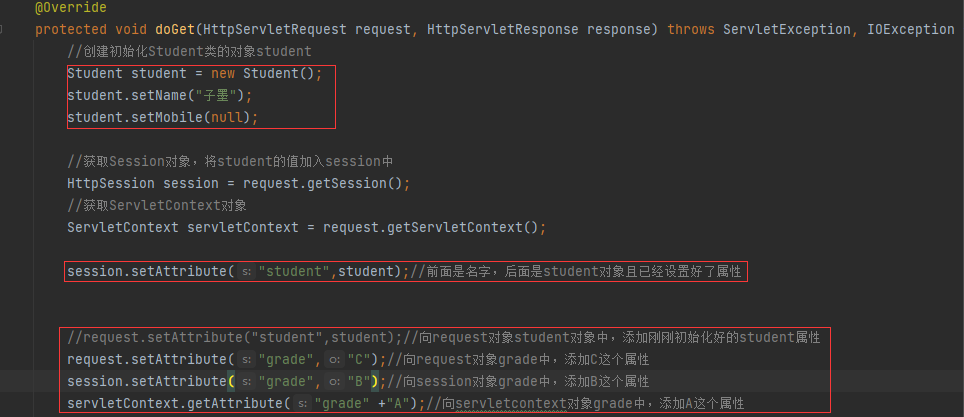 @Override
protected void doGet(HttpServletRequest request, HttpServletResponse response) throws ServletException, IOException
//创建初始化Student类的对象student
Student student = new Student();
student.setName("子墨");
student.setMobile(null);
//获取Session对象，将student的值加入session中
HttpSession session = request.getSession();
//获取ServletContext对象
ServletContext servletContext = request.getServletContext();
session.setAttribute( s: "student",student);//前面是名字，后面是student对象且已经设置好了属性
//request.setAttribute("student",student);//向request对象student对象中，添加刚刚初始化好的student属性
request.setAttribute( s: "grade", o: "C");//向request对象grade中，添加C这个属性
session.setAttribute( s: "grade", o: "B");//向session对象grade中，添加B这个属性
servletContext.getAttribute( s: "grade" +"A");//向servletcontext对象grade中，添加A这个属性